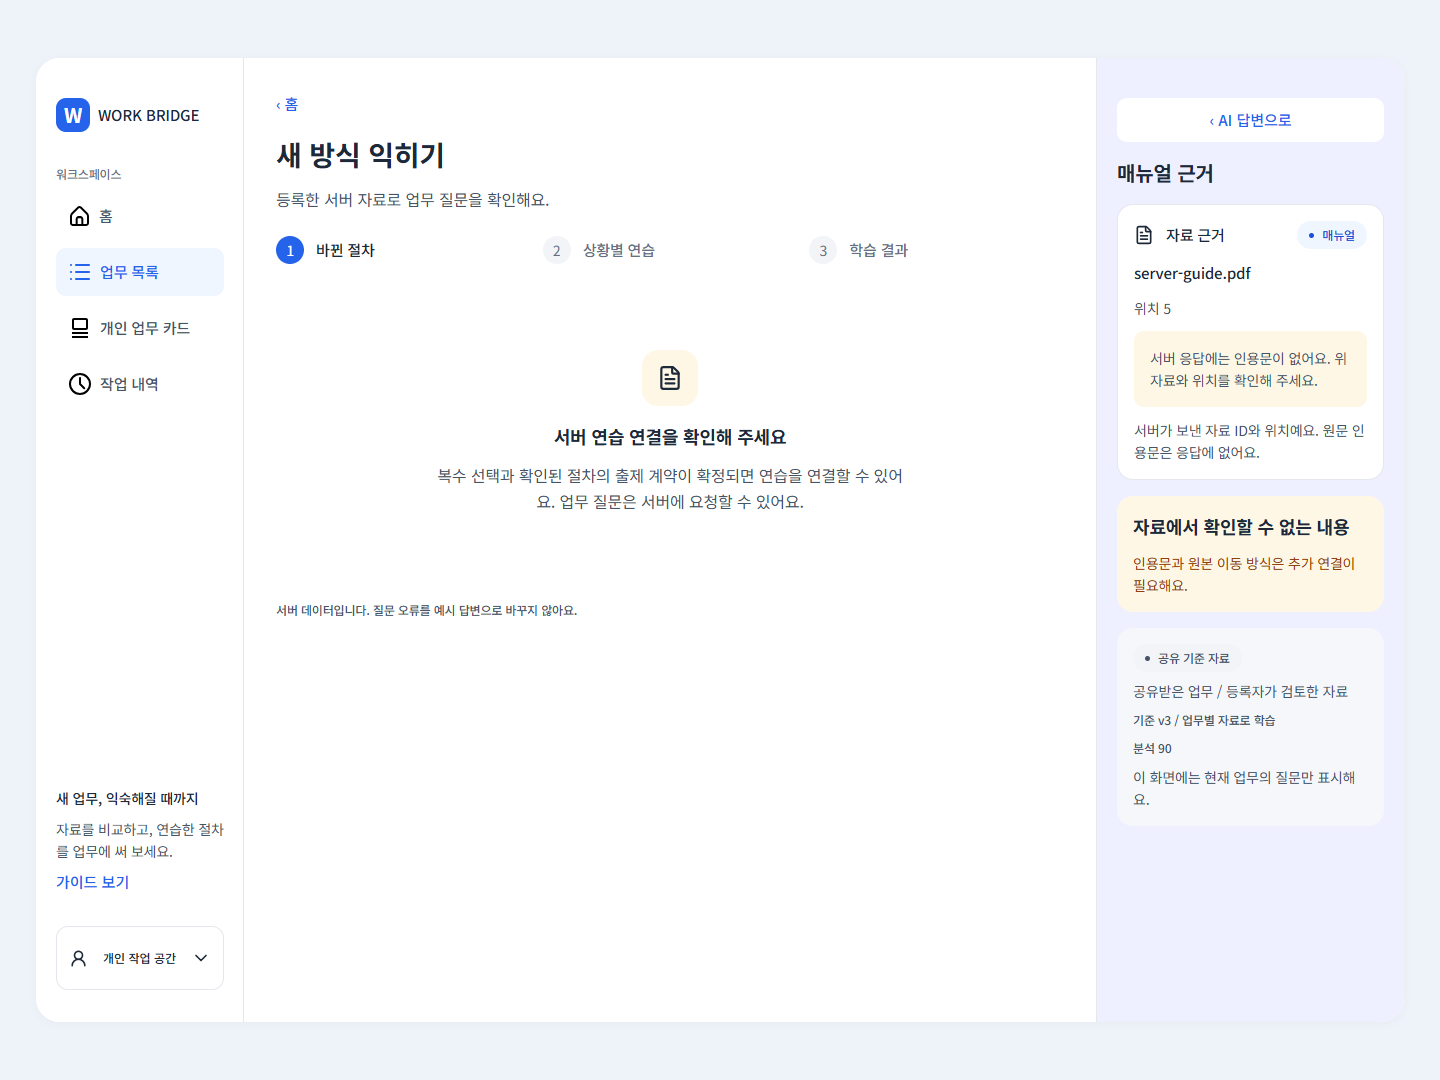 W WORK BRIDGE
워크스페이스
홈
업무 목록
개인 업무 카드
작업 내역
새 업무, 익숙해질 때까지
자료를 비교하고, 연습한 절차
를 업무에 써 보세요.
가이드 보기
개인 작업 공간
‹ 홈
새 방식 익히기
등록한 서버 자료로 업무 질문을 확인해요.
1 바뀐 절차
2 상황별 연습
3 학습 결과
서버 연습 연결을 확인해 주세요
복수 선택과 확인된 절차의 출제 계약이 확정되면 연습을 연결할 수 있어
요. 업무 질문은 서버에 요청할 수 있어요.
서버 데이터입니다. 질문 오류를 예시 답변으로 바꾸지 않아요.
‹ AI 답변으로
매뉴얼 근거
자료 근거
매뉴얼
server-guide.pdf
위치 5
서버 응답에는 인용문이 없어요. 위
자료와 위치를 확인해 주세요.
서버가 보낸 자료 ID와 위치예요. 원문 인
용문은 응답에 없어요.
자료에서 확인할 수 없는 내용
인용문과 원본 이동 방식은 추가 연결이
필요해요.
공유 기준 자료
공유받은 업무 / 등록자가 검토한 자료
기준 v3 / 업무별 자료로 학습
분석 90
이 화면에는 현재 업무의 질문만 표시해
요.